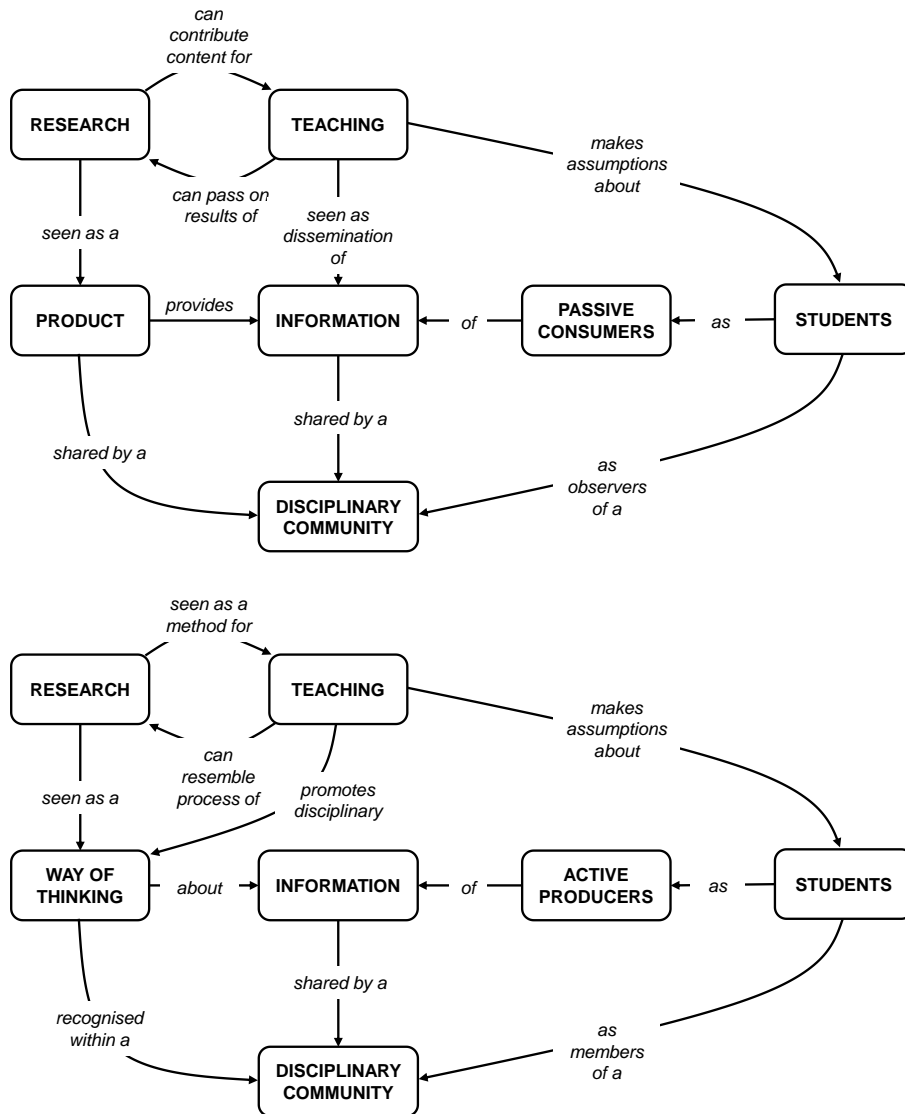 can
contribute
content for
RESEARCH
TEACHING
makes
assumptions
about
can pass on
results of
seen as a
seen as
dissemination
of
PRODUCT
provides
INFORMATION
of
PASSIVE
CONSUMERS
as
STUDENTS
shared by a
shared by a
as
observers
of a
DISCIPLINARY
COMMUNITY
seen as a
method for
RESEARCH
TEACHING
makes
assumptions
about
can
resemble
process of
seen as a
promotes
disciplinary
WAY OF
THINKING
about
INFORMATION
of
ACTIVE
PRODUCERS
as
STUDENTS
shared by a
recognised
within a
as
members
of a
DISCIPLINARY
COMMUNITY